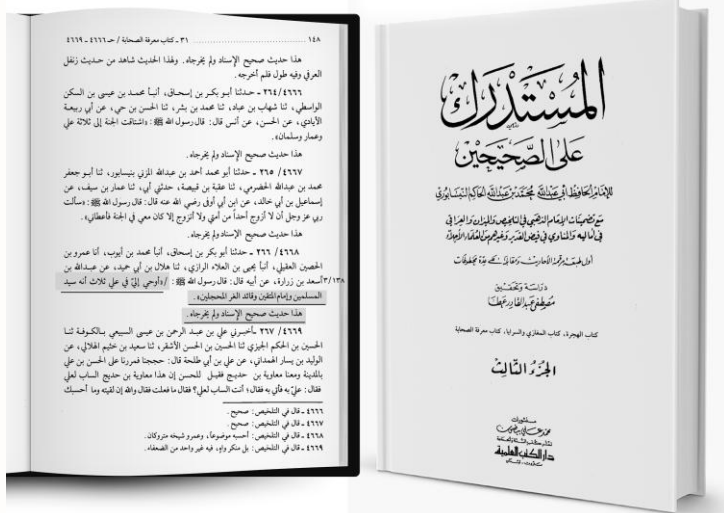 ١٤٨ ........................ ٣١ - كتاب معرفة الصحابة / حـ ٤٦٦٦ - ٤٦٦٩
هذا حديث صحيح الإسناد ولم يخرجاه. ولهذا الحديث شاهد من حديث زنفل
العرفي وفيه طول فلم أخرجه.
٤٦٦٦/ ٢٦٤ - حدثنا أبو بكر بن إسحاق، أنبأ محمد بن عيسى بن السكن
الواسطي، ثنا شهاب بن عباد، ثنا محمد بن بشر، ثنا الحسن بن حي، عن أبي ربيعة
الأيادي، عن الحسن، عن أنس قال: قال رسول الله ﷺ: «اشتاقت الجنة إلى ثلاثة علي
وعمار وسلمان».
هذا حديث صحيح الإسناد ولم يخرجاه.
٤٦٦٧/ ٢٦٥ - حدثنا أبو محمد أحمد بن عبدالله المزني بنيسابور، ثنا أبو جعفر
محمد بن عبدالله الحضرمي، ثنا عقبة بن قبيصة، حدثني أبي، ثنا عمار بن سيف، عن
إسماعيل بن أبي خالد، عن ابن أبي أوفى رضي الله عنه قال: قال رسول الله ﷺ: «سألت
ربي عز وجل أن لا أزوج أحداً من أمتي ولا أتزوج إلا كان معي في الجنة فأعطاني».
هذا حديث صحيح الإسناد ولم يخرجاه.
٤٦٦٨/ ٢٦٦ - حدثنا أبو بكر بن إسحاق، أنبأ محمد بن أيوب، أنا عمرو بن
الحصين العقيلي، أنبأ يحيى بن العلاء الرازي، ثنا هلال بن أبي حميد، عن عبدالله بن
٣/١٣٨ أسعد بن زرارة، عن أبيه قال: قال رسول الله ﷺ: /«أوحي إليّ في علي ثلاث أنه سيد
المسلمين وإمام المتقين وقائد الغر المحجلين».
هذا حديث صحيح الإسناد ولم يخرجاه.
٤٦٦٩/ ٢٦٧ - أخبرني علي بن عبد الرحمن بن عيسى السبيعي بالكوفة ثنا
الحسين بن الحكم الجيزي ثنا الحسين بن الحسن الأشقر، ثنا سعيد بن خثيم الهلالي، عن
الوليد بن يسار الهمداني، عن علي بن أبي طلحة قال: حججنا فمررنا على الحسن بن علي
بالمدينة ومعنا معاوية بن حديج فقيل للحسن إن هذا معاوية بن حديج الساب لعلي
فقال: عليّ به فأتي به فقال: أنت الساب لعلي؟ فقال ما فعلت فقال والله إن لقيته وما أحسبك
٤٦٦٦ - قال في التلخيص: صحيح.
٤٦٦٧ - قال في التلخيص: صحيح.
٤٦٦٨ - قال في التلخيص: أحسبه موضوعاً، وعمرو شيخه متروكان.
٤٦٦٩ - قال في التلخيص: بل منكر واهٍ، فيه غير واحد من الضعفاء.
المستدرك
على الصحيحين
للإمام الحافظ أبي عبد الله محمد بن عبد الله الحاكم النيسابوري
مع تضمينات الإمام الذهبي في التلخيص والميزان والعراقي
في أماليه والمناوي في فيض القدير وغيرهم من العلماء الأجلاء
أول طبعة مرقمة الأحاديث ومقابلة على عدة مخطوطات
دراسة وتحقيق
مصطفى عبد القادر عطا
كتاب الهجرة، كتاب المغازي والسرايا، كتاب معرفة الصحابة
الجزء الثالث
منشورات
محمد علي بيضون
دار الكتب العلمية
بيروت - لبنان